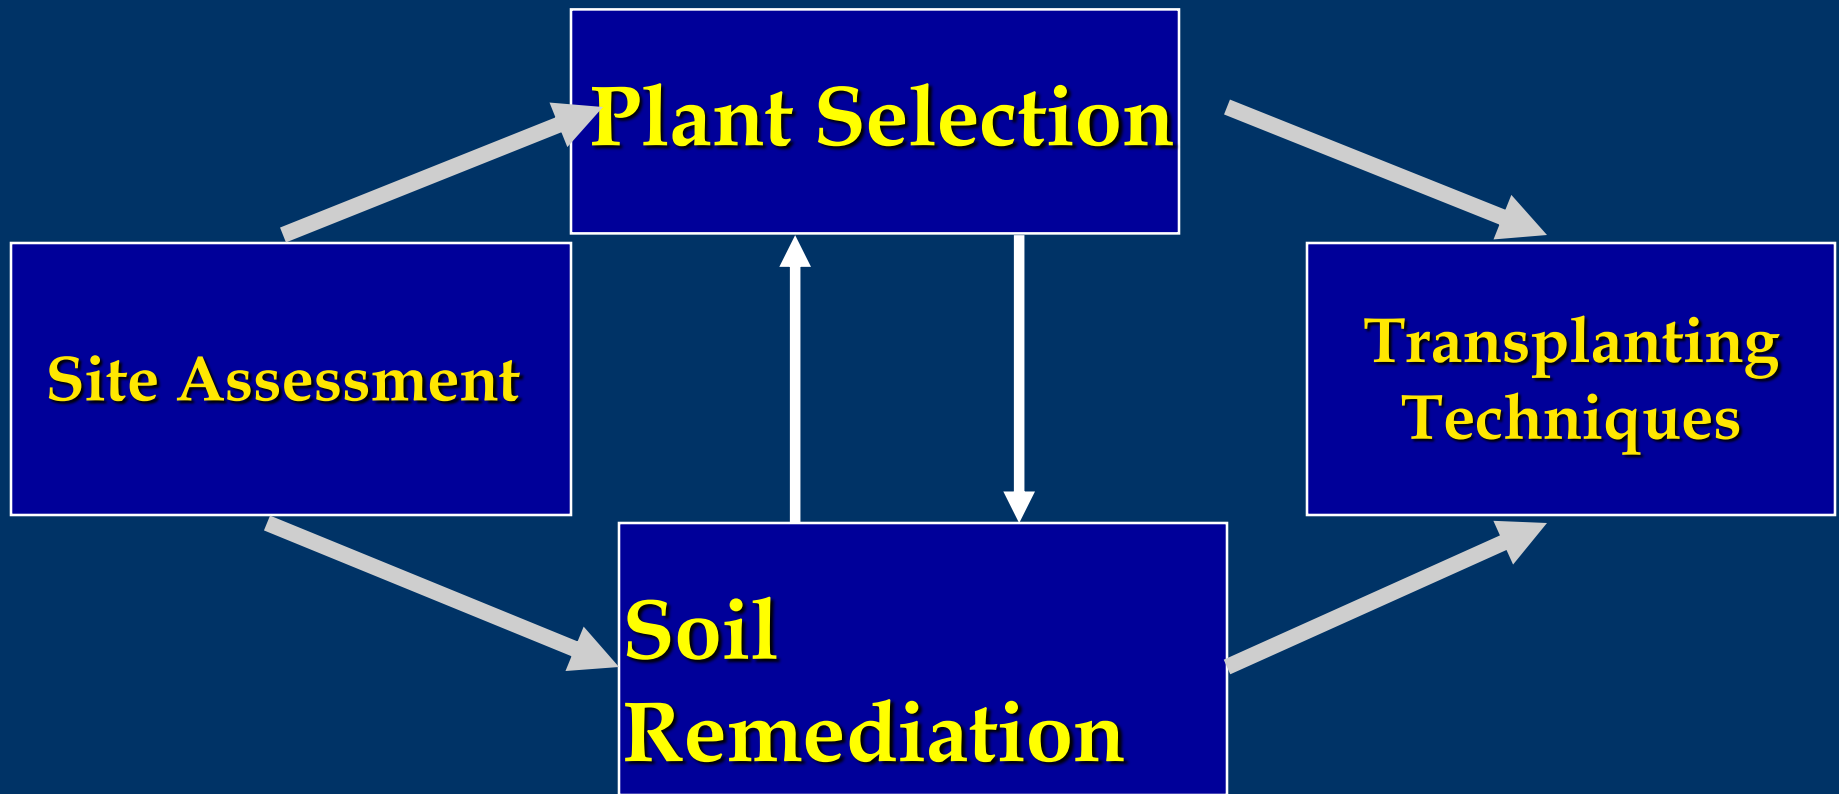 Plant Selection
Site Assessment
Transplanting
Techniques
Soil
Remediation